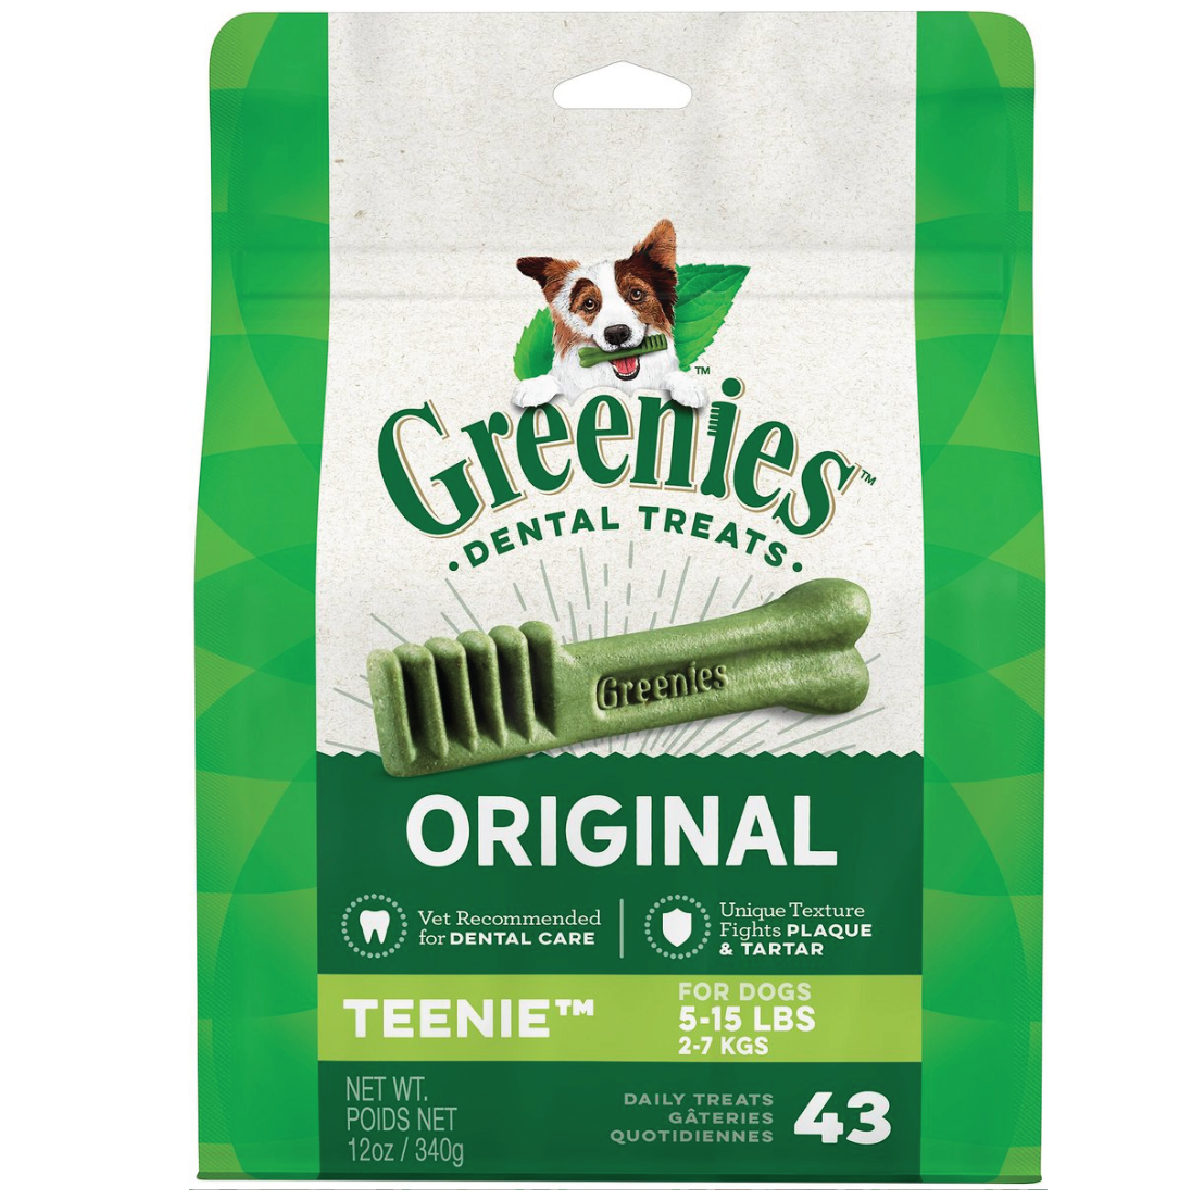 TM
Greenies™
• DENTAL TREATS •
Greenies
ORIGINAL
Vet Recommended
for DENTAL CARE
Unique Texture
Fights PLAQUE
& TARTAR
TEENIE™
FOR DOGS
5-15 LBS
2-7 KGS
NET WT.
POIDS NET
12oz / 340g
DAILY TREATS
GÂTERIES
QUOTIDIENNES
43